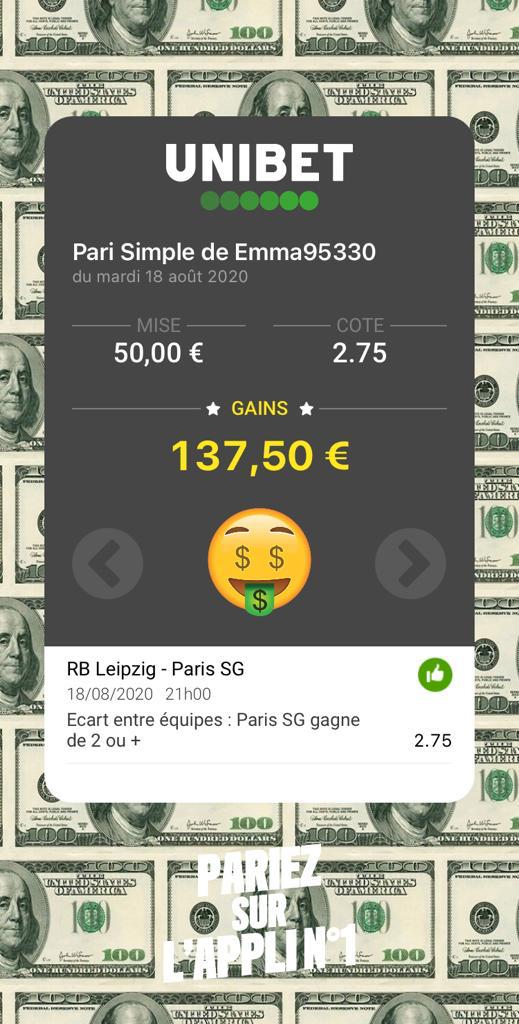 UNIBET
Pari Simple de Emma95330
du mardi 18 août 2020
MISE
50,00 €
COTE
2.75
GAINS
137,50 €
RB Leipzig - Paris SG
18/08/2020 21h00
Ecart entre équipes : Paris SG gagne
de 2 ou +
2.75
PARIEZ
SUR
L'APPLI N°1